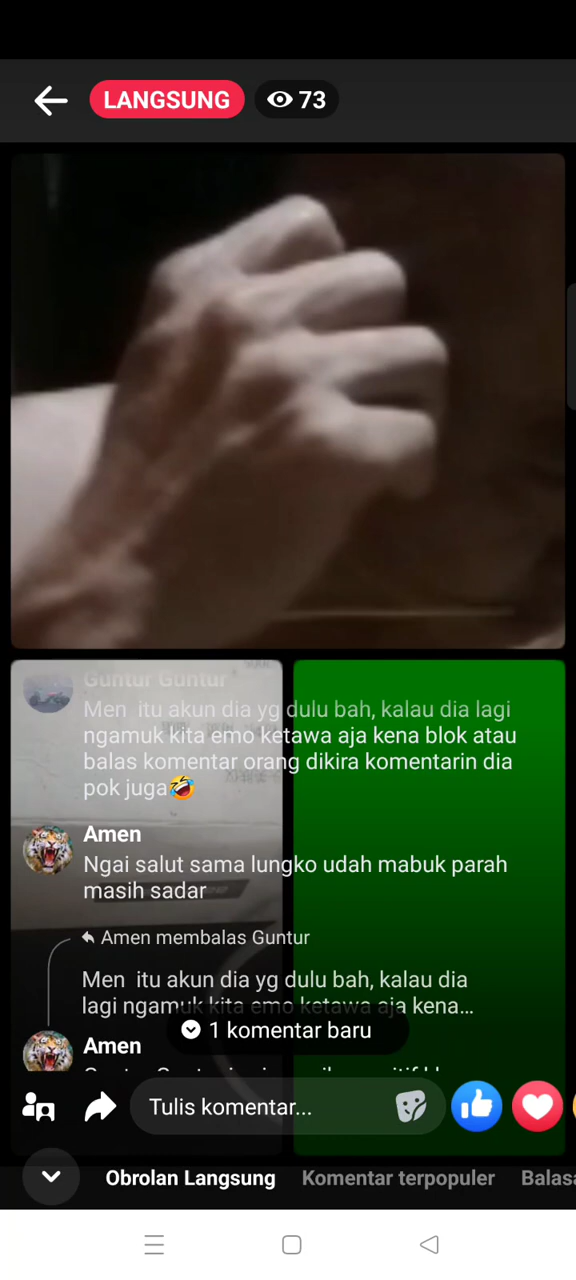 LANGSUNG
73
Guntur Guntur
Men itu akun dia yg dulu bah, kalau dia lagi
ngamuk kita emo ketawa aja kena blok atau
balas komentar orang dikira komentarin dia
pok juga🤣
Amen
Ngai salut sama lungko udah mabuk parah
masih sadar
Amen membalas Guntur
Men itu akun dia yg dulu bah, kalau dia
lagi ngamuk kita emo ketawa aja kena...
1 komentar baru
Amen
Tulis komentar...
Obrolan Langsung
Komentar terpopuler